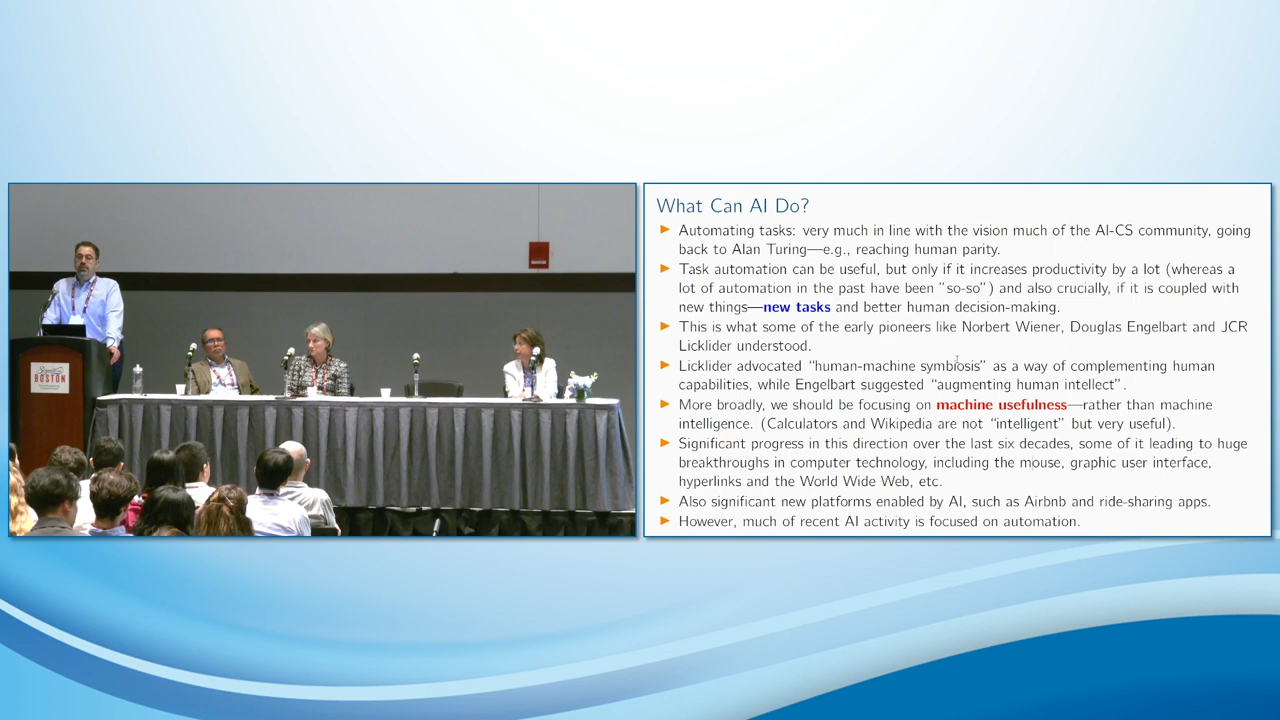 Signature
BOSTON
What Can AI Do?
Automating tasks: very much in line with the vision much of the AI-CS community, going
back to Alan Turing—e.g., reaching human parity.
Task automation can be useful, but only if it increases productivity by a lot (whereas a
lot of automation in the past have been "so-so") and also crucially, if it is coupled with
new things—new tasks and better human decision-making.
This is what some of the early pioneers like Norbert Wiener, Douglas Engelbart and JCR
Licklider understood.
Licklider advocated "human-machine symbiosis" as a way of complementing human
capabilities, while Engelbart suggested "augmenting human intellect".
More broadly, we should be focusing on machine usefulness—rather than machine
intelligence. (Calculators and Wikipedia are not "intelligent" but very useful).
Significant progress in this direction over the last six decades, some of it leading to huge
breakthroughs in computer technology, including the mouse, graphic user interface,
hyperlinks and the World Wide Web, etc.
Also significant new platforms enabled by AI, such as Airbnb and ride-sharing apps.
However, much of recent AI activity is focused on automation.